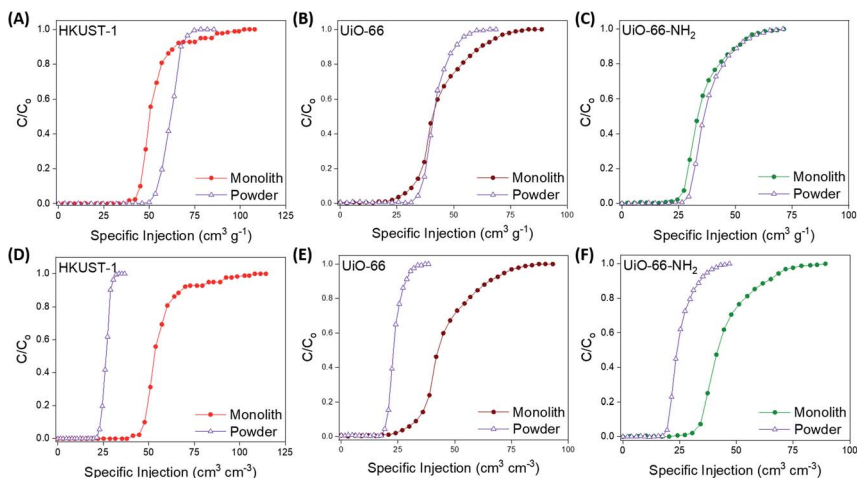 (A)
HKUST-1
1.0
0.8
0.6
0.4
0.2
0.0
C/Co
Monolith
Powder
0 25 50 75 100 125
Specific Injection (cm³ g⁻¹)
(B)
UiO-66
1.0
0.8
0.6
0.4
0.2
0.0
C/Co
Monolith
Powder
0 25 50 75 100
Specific Injection (cm³ g⁻¹)
(C)
UiO-66-NH₂
1.0
0.8
0.6
0.4
0.2
0.0
C/Co
Monolith
Powder
0 25 50 75 100
Specific Injection (cm³ g⁻¹)
(D)
HKUST-1
1.0
0.8
0.6
0.4
0.2
0.0
C/Co
Monolith
Powder
0 25 50 75 100 125
Specific Injection (cm³ cm⁻³)
(E)
UiO-66
1.0
0.8
0.6
0.4
0.2
0.0
C/Co
Monolith
Powder
0 25 50 75 100
Specific Injection (cm³ cm⁻³)
(F)
UiO-66-NH₂
1.0
0.8
0.6
0.4
0.2
0.0
C/Co
Monolith
Powder
0 25 50 75 100
Specific Injection (cm³ cm⁻³)